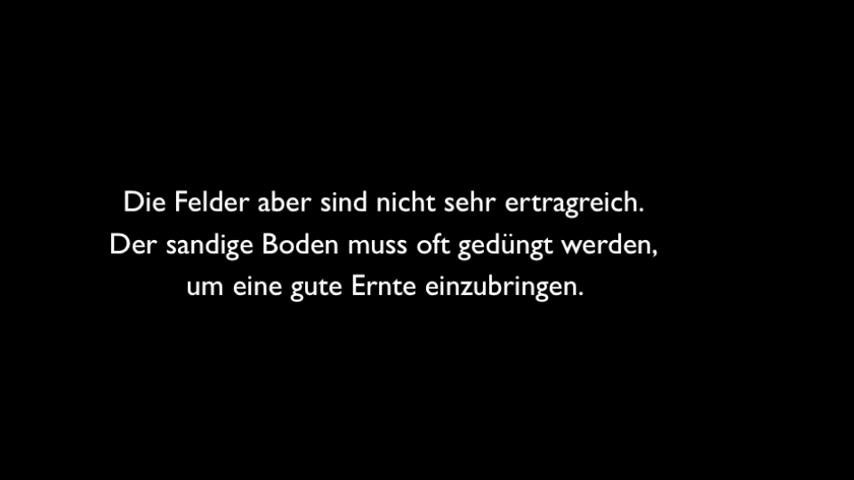 Die Felder aber sind nicht sehr ertragreich.
Der sandige Boden muss oft gedüngt werden,
um eine gute Ernte einzubringen.